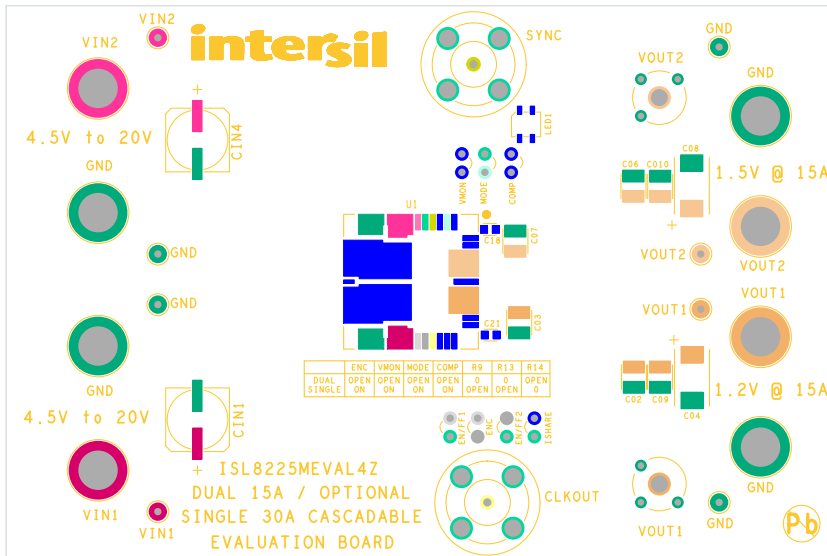 VIN2
VIN2
intersil
SYNC
GND
VOUT2
GND
4.5V to 20V
CIN4
LED1
GND
VMON
MODE
COMP
C06
C010
C08
1.5V @ 15A
U1
C18
C07
GND
VOUT2
VOUT2
GND
VOUT1
VOUT1
C21
C03
GND
ENC VMON MODE COMP R9 R13 R14
DUAL OPEN OPEN OPEN OPEN 0 0 OPEN
SINGLE ON ON ON ON OPEN OPEN 0
C02
C09
C04
1.2V @ 15A
4.5V to 20V
CIN1
EN/FF1
ENC
EN/FF2
ISHARE
ISL8225MEVAL4Z
DUAL 15A / OPTIONAL
SINGLE 30A CASCADABLE
EVALUATION BOARD
VIN1
VIN1
CLKOUT
VOUT1
GND
GND
Pb